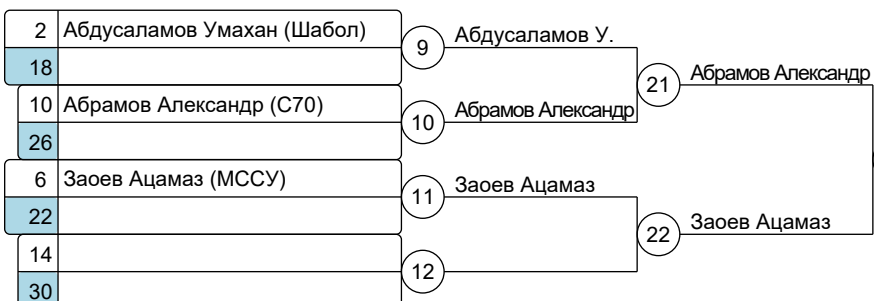 2 Абдусаламов Умахан (Шабол)
9 Абдусаламов У.
18
21 Абрамов Александр
10 Абрамов Александр (С70)
10 Абрамов Александр
26
6 Заоев Ацамаз (МССУ)
11 Заоев Ацамаз
22
22 Заоев Ацамаз
14
12
30